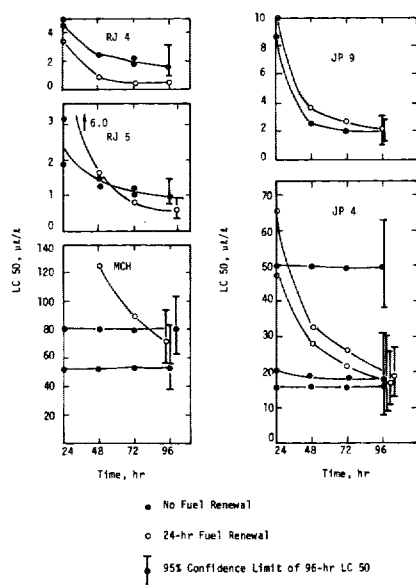 RJ 4
4
2
0
RJ 5
6.0
3
2
1
0
MCH
140
120
100
80
60
40
20
0
LC 50, µℓ/ℓ
24 48 72 96
Time, hr
JP 9
10
8
6
4
2
0
JP 4
70
60
50
40
30
20
10
0
LC 50, µℓ/ℓ
24 48 72 96
Time, hr
No Fuel Renewal
24-hr Fuel Renewal
95% Confidence Limit of 96-hr LC 50